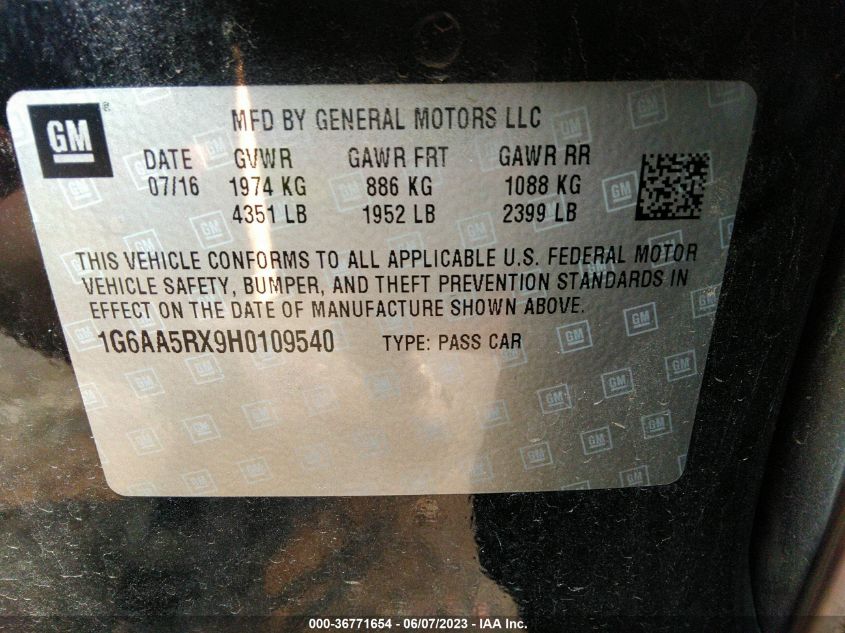 GM
®
MFD BY GENERAL MOTORS LLC
DATE GVWR GAWR FRT GAWR RR
07/16 1974 KG 886 KG 1088 KG
4351 LB 1952 LB 2399 LB
THIS VEHICLE CONFORMS TO ALL APPLICABLE U.S. FEDERAL MOTOR
VEHICLE SAFETY, BUMPER, AND THEFT PREVENTION STANDARDS IN
EFFECT ON THE DATE OF MANUFACTURE SHOWN ABOVE.
1G6AA5RX9H0109540 TYPE: PASS CAR
000-36771654 - 06/07/2023 - IAA Inc.